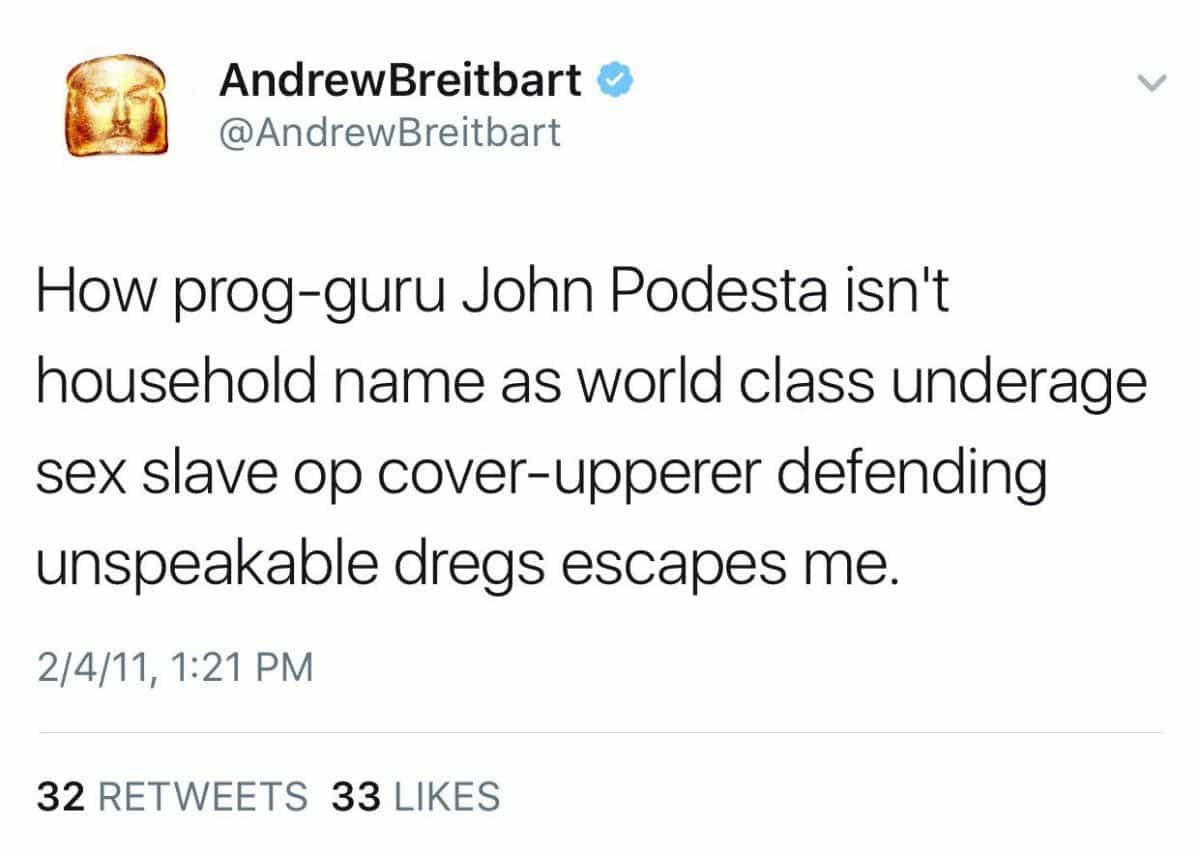 AndrewBreitbart
@AndrewBreitbart
How prog-guru John Podesta isn't
household name as world class underage
sex slave op cover-upperer defending
unspeakable dregs escapes me.
2/4/11, 1:21 PM
32 RETWEETS 33 LIKES